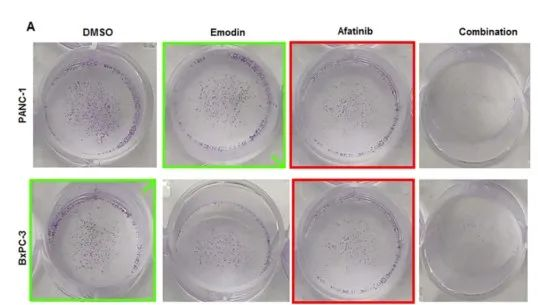 A
DMSO Emodin Afatinib Combination
PANC-1
BxPC-3